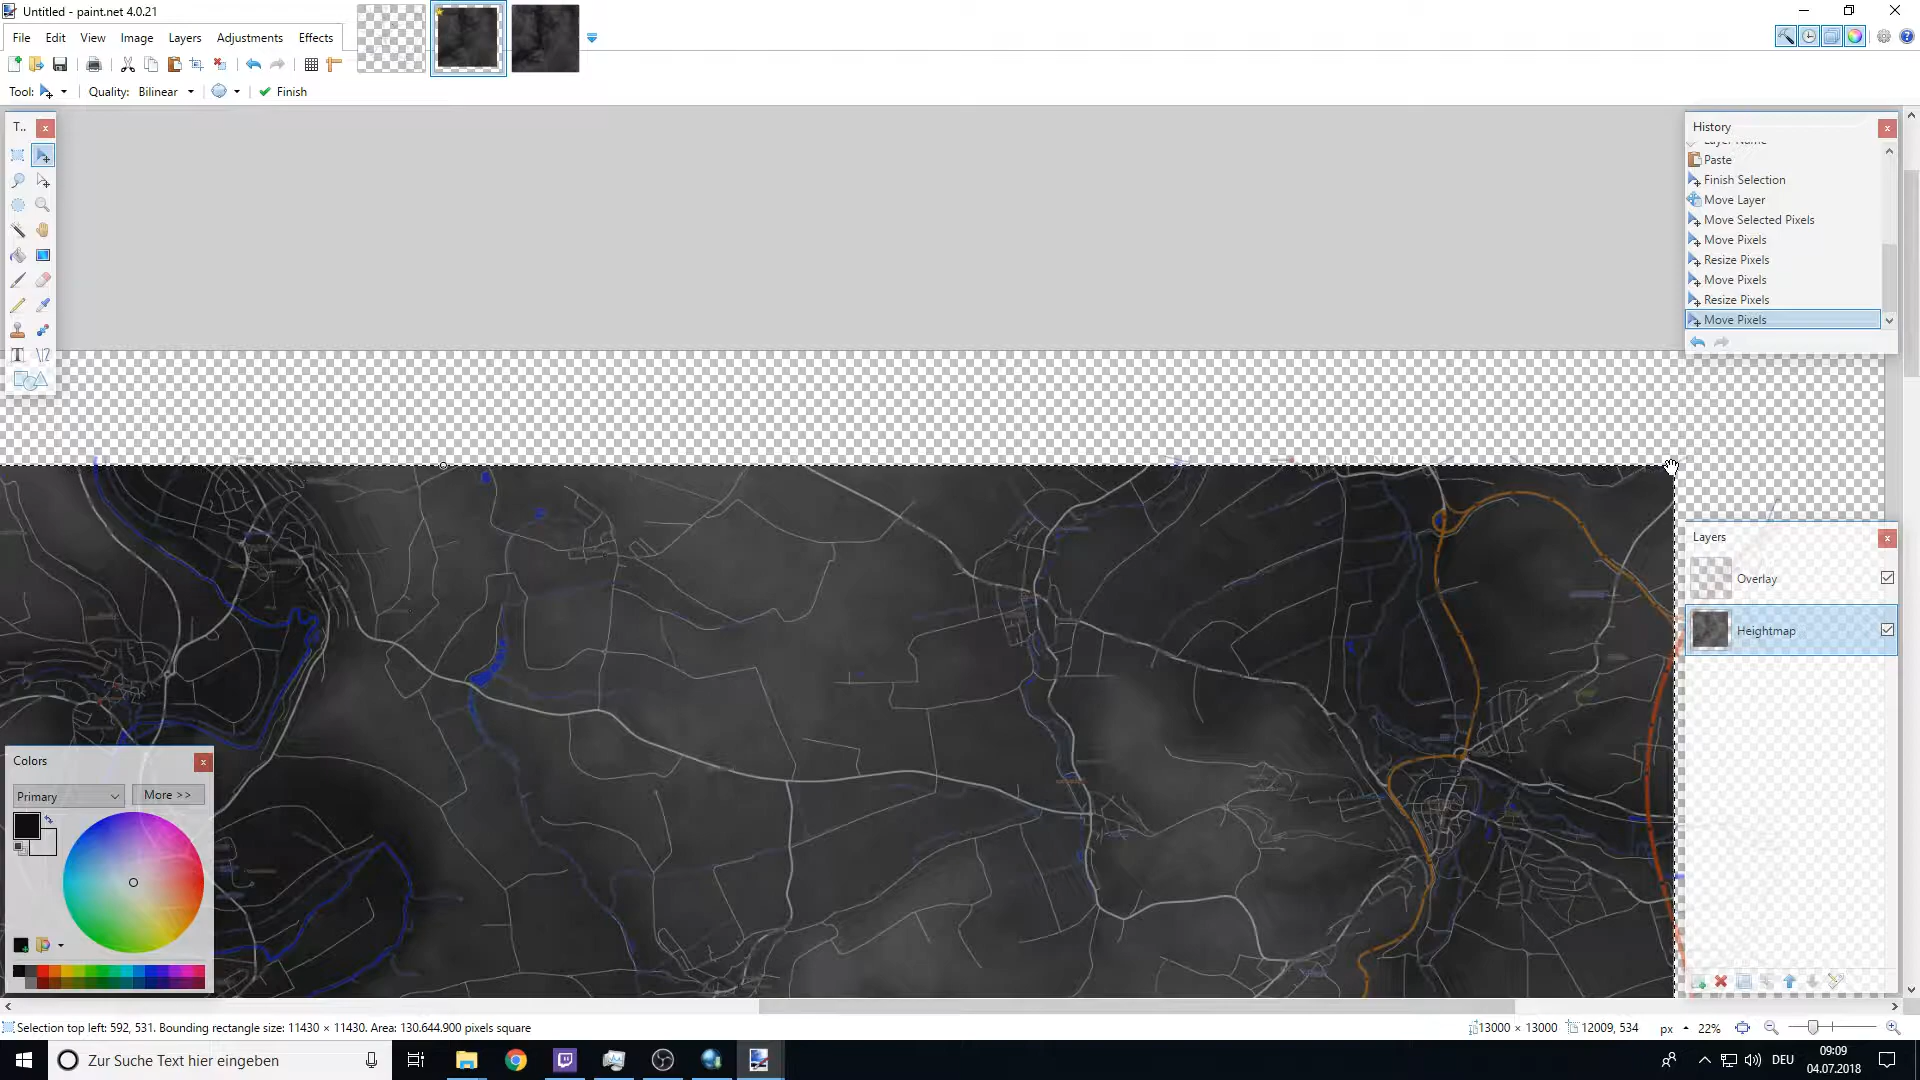 Untitled - paint.net 4.0.21
File Edit View Image Layers Adjustments Effects
Tool: Quality: Bilinear Finish
T..
History
Layer Name
Paste
Finish Selection
Move Layer
Move Selected Pixels
Move Pixels
Resize Pixels
Move Pixels
Resize Pixels
Move Pixels
Layers
Overlay
Heightmap
Colors
Primary More >>
Selection top left: 592, 531. Bounding rectangle size: 11430 × 11430. Area: 130.644.900 pixels square
13000 × 13000 12009, 534 px 22%
Zur Suche Text hier eingeben
DEU
09:09
04.07.2018